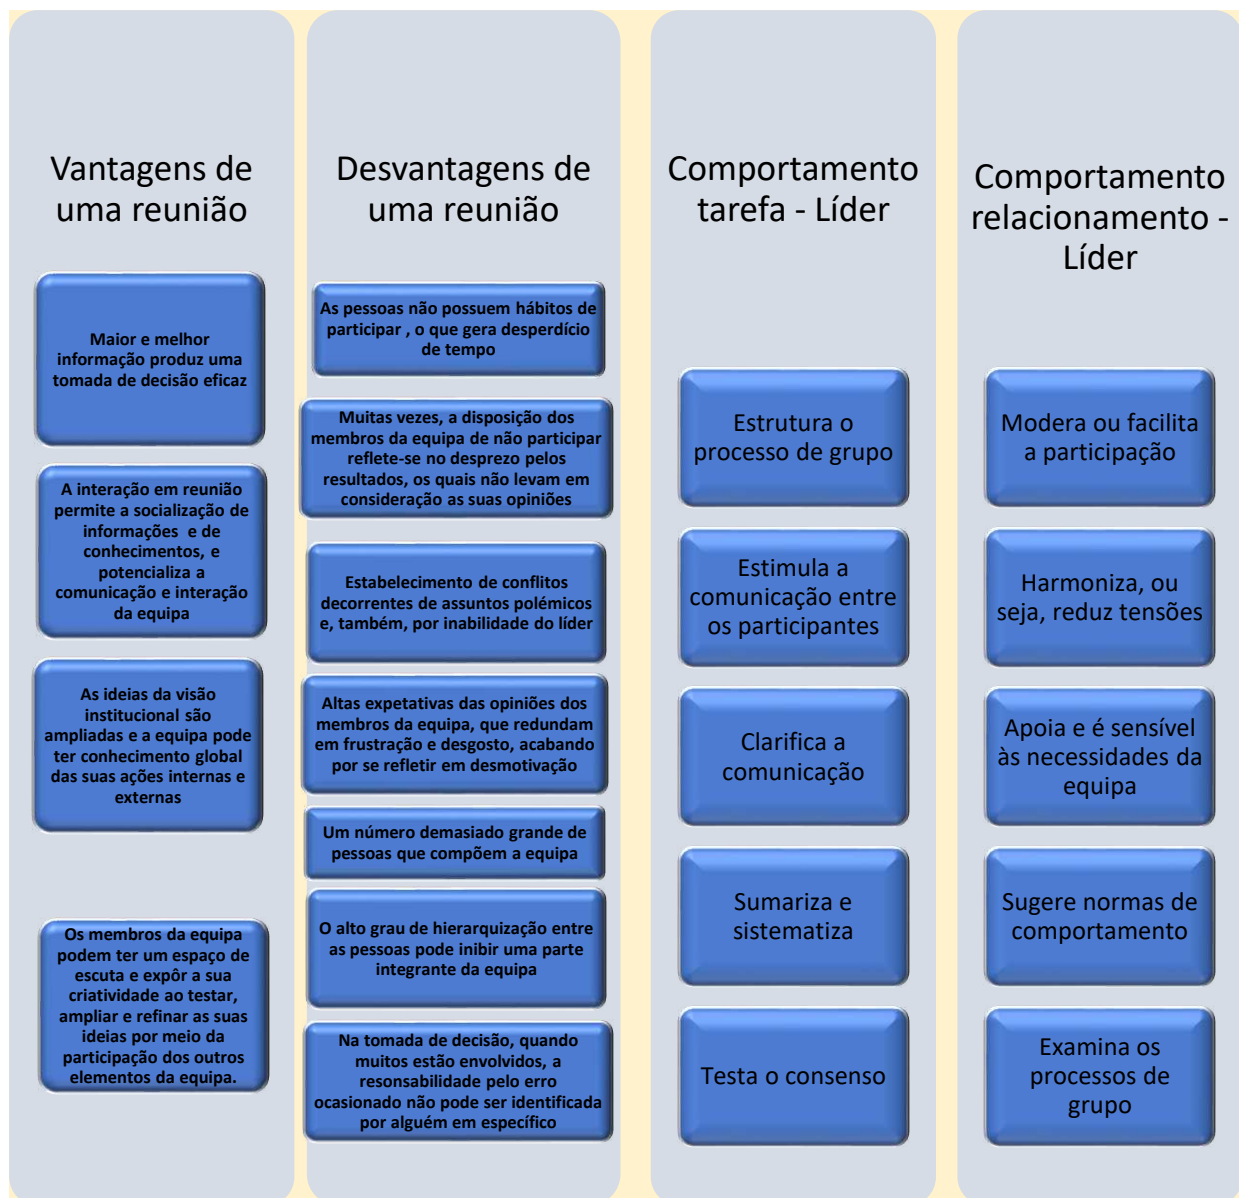 Vantagens de
uma reunião
Maior e melhor
informação produz uma
tomada de decisão eficaz
A interação em reunião
permite a socialização de
informações e de
conhecimentos, e
potencializa a
comunicação e interação
da equipa
As ideias da visão
institucional são
ampliadas e a equipa pode
ter conhecimento global
das suas ações internas e
externas
Os membros da equipa
podem ter um espaço de
escuta e expôr a sua
criatividade ao testar,
ampliar e refinar as suas
ideias por meio da
participação dos outros
elementos da equipa.
Desvantagens de
uma reunião
As pessoas não possuem hábitos de
participar , o que gera desperdício
de tempo
Muitas vezes, a disposição dos
membros da equipa de não participar
reflete-se no desprezo pelos
resultados, os quais não levam em
consideração as suas opiniões
Estabelecimento de conflitos
decorrentes de assuntos polémicos
e, também, por inabilidade do líder
Altas expetativas das opiniões dos
membros da equipa, que redundam
em frustração e desgosto, acabando
por se refletir em desmotivação
Um número demasiado grande de
pessoas que compõem a equipa
O alto grau de hierarquização entre
as pessoas pode inibir uma parte
integrante da equipa
Na tomada de decisão, quando
muitos estão envolvidos, a
resonsabilidade pelo erro
ocasionado não pode ser identificada
por alguém em específico
Comportamento
tarefa - Líder
Estrutura o
processo de grupo
Estimula a
comunicação entre
os participantes
Clarifica a
comunicação
Sumariza e
sistematiza
Testa o consenso
Comportamento
relacionamento -
Líder
Modera ou facilita
a participação
Harmoniza, ou
seja, reduz tensões
Apoia e é sensível
às necessidades da
equipa
Sugere normas de
comportamento
Examina os
processos de
grupo